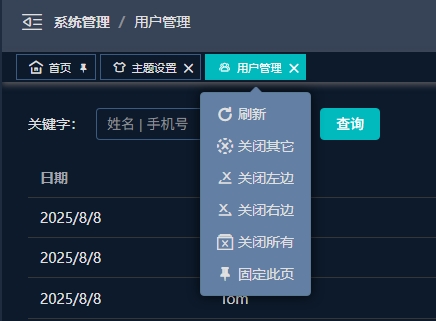 系统管理 / 用户管理
首页 主题设置 用户管理
关键字： 姓名 | 手机号 查询
刷新
关闭其它
关闭左边
关闭右边
关闭所有
固定此页
日期
2025/8/8
2025/8/8
2025/8/8 Tom